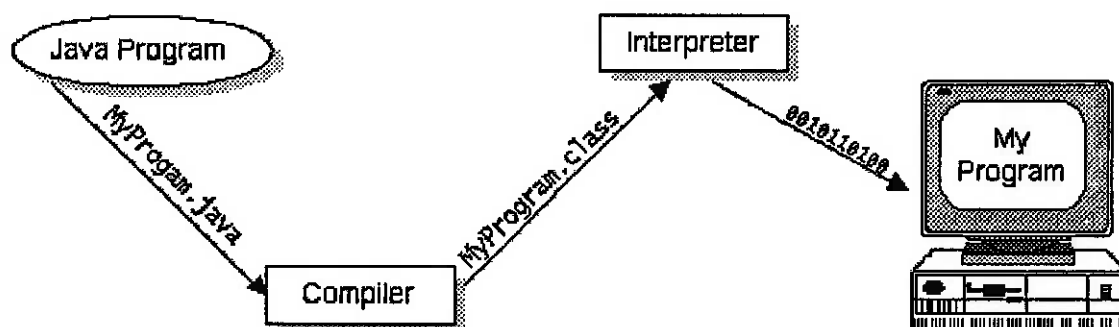 Java Program
MyProgam.java
Compiler
MyProgram.class
Interpreter
0010110100
My
Program